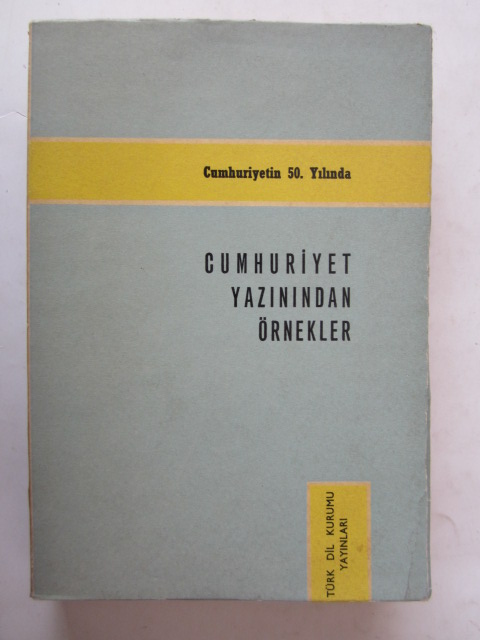 Cumhuriyetin 50. Yılında
CUMHURİYET
YAZININDAN
ÖRNEKLER
TÜRK DİL KURUMU
YAYINLARI